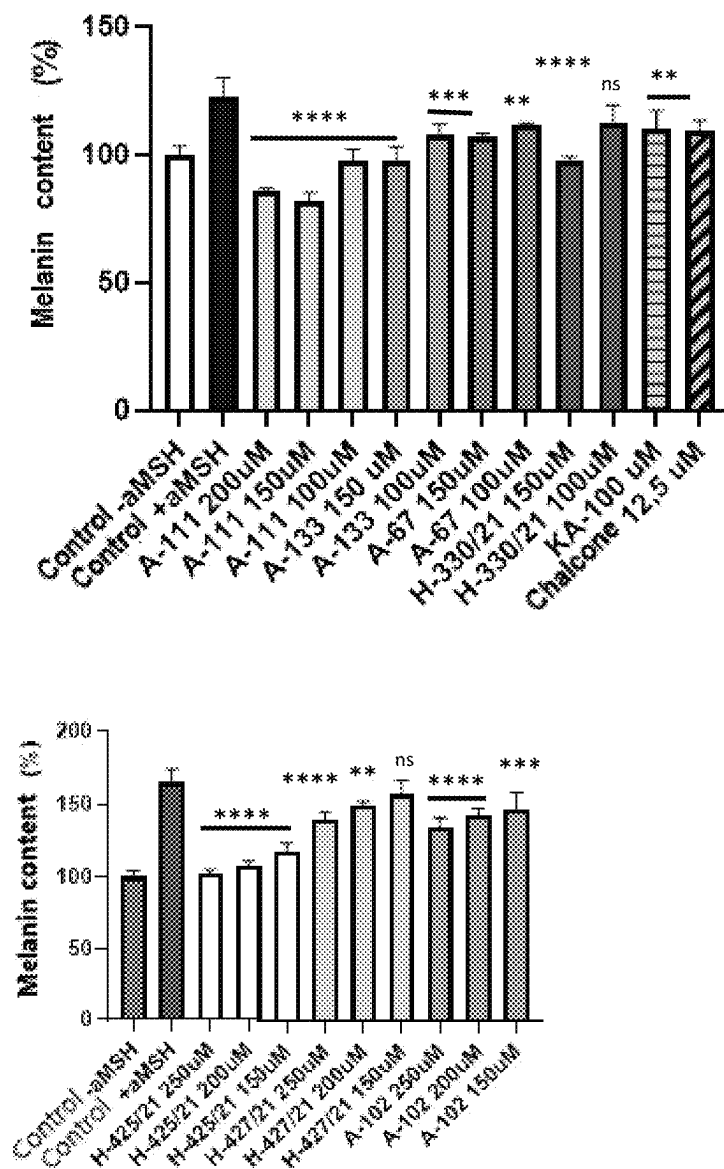 Melanin content (%)
150
100
50
0
****
***
**
****
ns
**
Control -aMSH
Control +aMSH
A-111 200uM
A-111 150uM
A-111 100uM
A-133 150 uM
A-133 100uM
A-67 150uM
A-67 100uM
H-330/21 150uM
H-330/21 100uM
KA-100 uM
Chalcone 12,5 uM
Melanin content (%)
200
150
100
50
0
****
****
**
ns
****
***
Control -aMSH
Control +aMSH
H-425/21 250uM
H-425/21 200uM
H-425/21 150uM
H-427/21 250uM
H-427/21 200uM
H-427/21 150uM
A-102 250uM
A-102 200uM
A-102 150uM